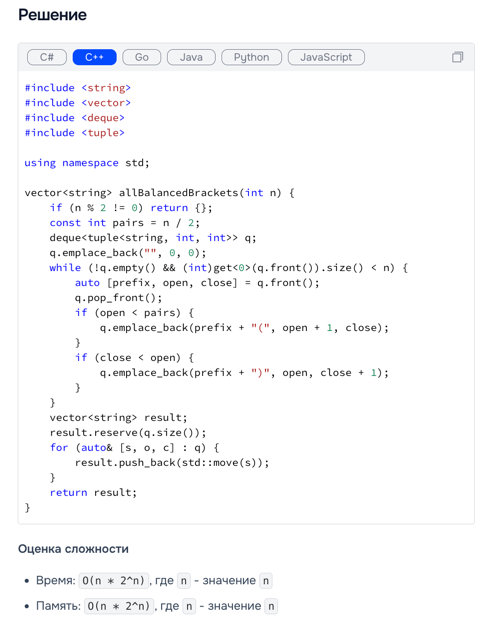 Решение
C#
C++
Go
Java
Python
JavaScript
#include <string>
#include <vector>
#include <deque>
#include <tuple>
using namespace std;
vector<string> allBalancedBrackets(int n) {
    if (n % 2 != 0) return {};
    const int pairs = n / 2;
    deque<tuple<string, int, int>> q;
    q.emplace_back("", 0, 0);
    while (!q.empty() && (int)get<0>(q.front()).size() < n) {
        auto [prefix, open, close] = q.front();
        q.pop_front();
        if (open < pairs) {
            q.emplace_back(prefix + "(", open + 1, close);
        }
        if (close < open) {
            q.emplace_back(prefix + ")", open, close + 1);
        }
    }
    vector<string> result;
    result.reserve(q.size());
    for (auto& [s, o, c] : q) {
        result.push_back(std::move(s));
    }
    return result;
}
Оценка сложности
• Время: O(n * 2^n), где n - значение n
• Память: O(n * 2^n), где n - значение n